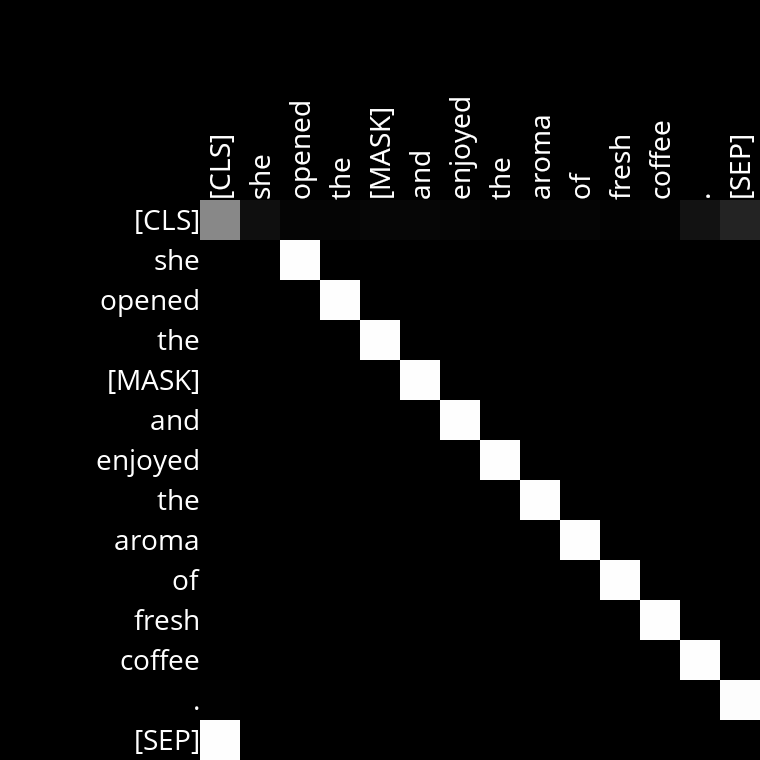 [CLS]
she
opened
the
[MASK]
and
enjoyed
the
aroma
of
fresh
coffee
.
[SEP]
[CLS]
she
opened
the
[MASK]
and
enjoyed
the
aroma
of
fresh
coffee
.
[SEP]